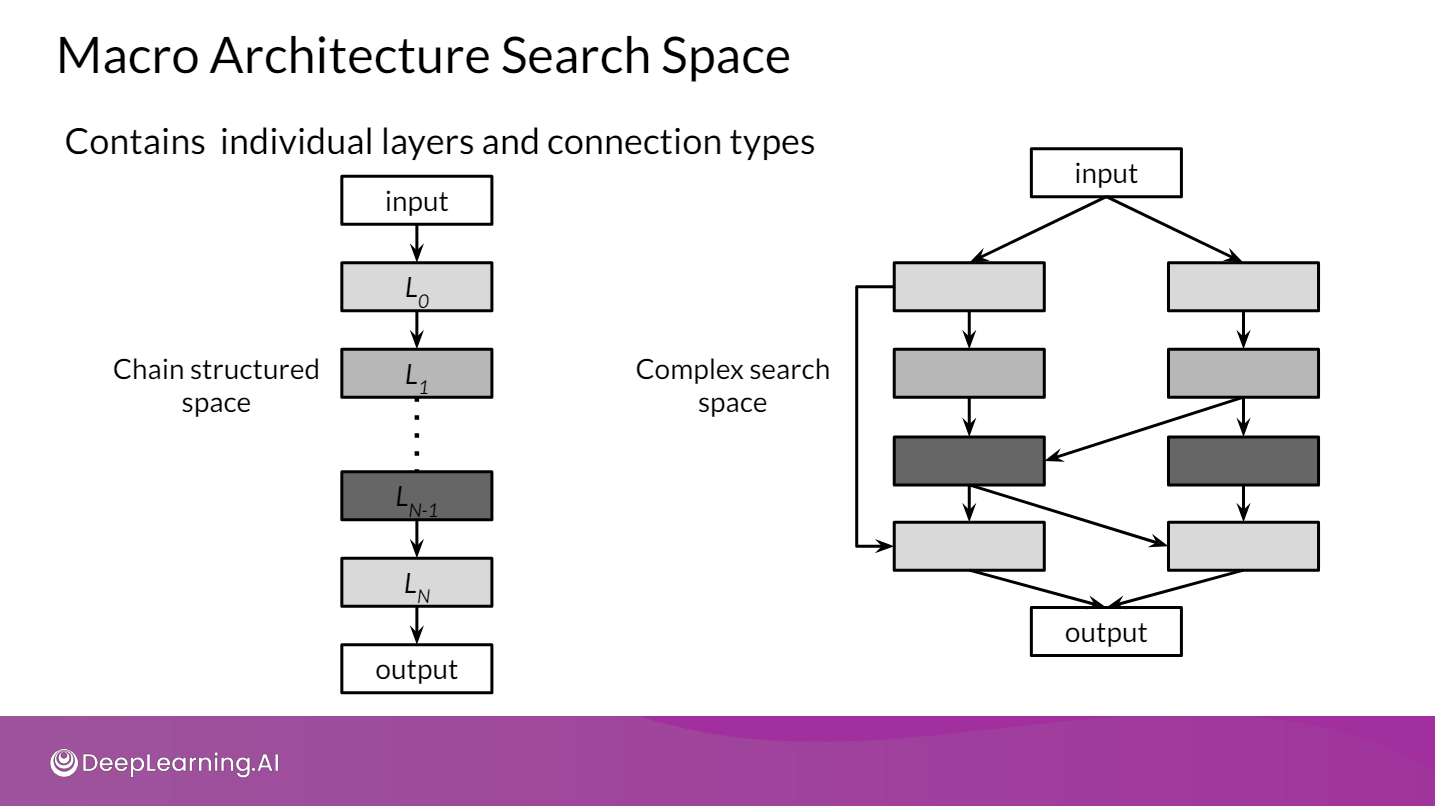 Macro Architecture Search Space
Contains  individual layers and connection types
input
L_0
Chain structured
space
L_1
L_{N-1}
L_N
output
input
Complex search
space
output
DeepLearning.AI